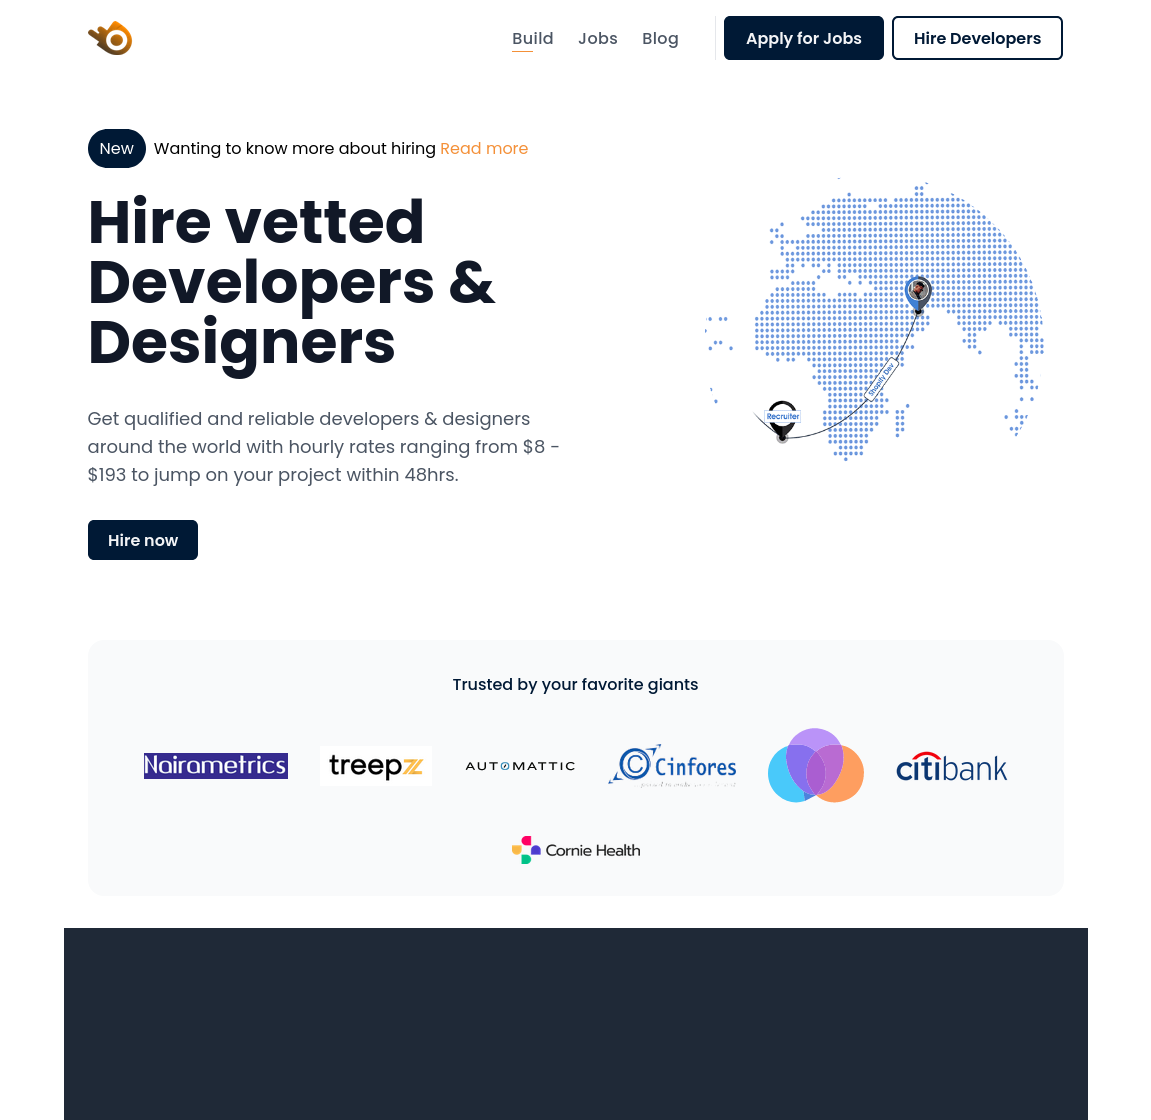 Build Jobs Blog Apply for Jobs Hire Developers
New Wanting to know more about hiring Read more
Hire vetted
Developers &
Designers
Get qualified and reliable developers & designers
around the world with hourly rates ranging from $8 -
$193 to jump on your project within 48hrs.
Hire now
Shopify Dev
Recruiter
Trusted by your favorite giants
Nairametrics treepz AUTOMATTIC Cinfores citibank
Cornie Health